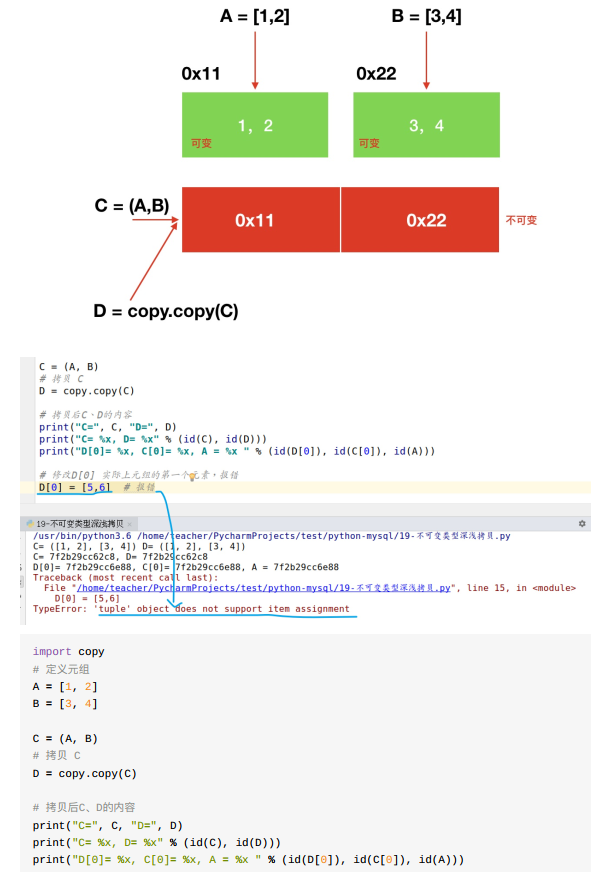 A = [1,2]
B = [3,4]
0x11
0x22
1, 2
3, 4
可变
可变
C = (A,B)
0x11
0x22
不可变
D = copy.copy(C)
C = (A, B)
# 拷贝 C
D = copy.copy(C)
# 拷贝后C、D的内容
print("C=", C, "D=", D)
print("C= %x, D= %x" % (id(C), id(D)))
print("D[0]= %x, C[0]= %x, A = %x " % (id(D[0]), id(C[0]), id(A)))
# 修改D[0] 实际上元组的第一个元素，报错
D[0] = [5,6]  # 报错
19-不可变类型深浅拷贝
/usr/bin/python3.6 /home/teacher/PycharmProjects/test/python-mysql/19-不可变类型深浅拷贝.py
C= ([1, 2], [3, 4]) D= ([1, 2], [3, 4])
C= 7f2b29cc62c8, D= 7f2b29cc62c8
D[0]= 7f2b29cc6e88, C[0]= 7f2b29cc6e88, A = 7f2b29cc6e88
Traceback (most recent call last):
File "/home/teacher/PycharmProjects/test/python-mysql/19-不可变类型深浅拷贝.py", line 15, in <module>
D[0] = [5,6]
TypeError: 'tuple' object does not support item assignment
import copy
# 定义元组
A = [1, 2]
B = [3, 4]
C = (A, B)
# 拷贝 C
D = copy.copy(C)
# 拷贝后C、D的内容
print("C=", C, "D=", D)
print("C= %x, D= %x" % (id(C), id(D)))
print("D[0]= %x, C[0]= %x, A = %x " % (id(D[0]), id(C[0]), id(A)))